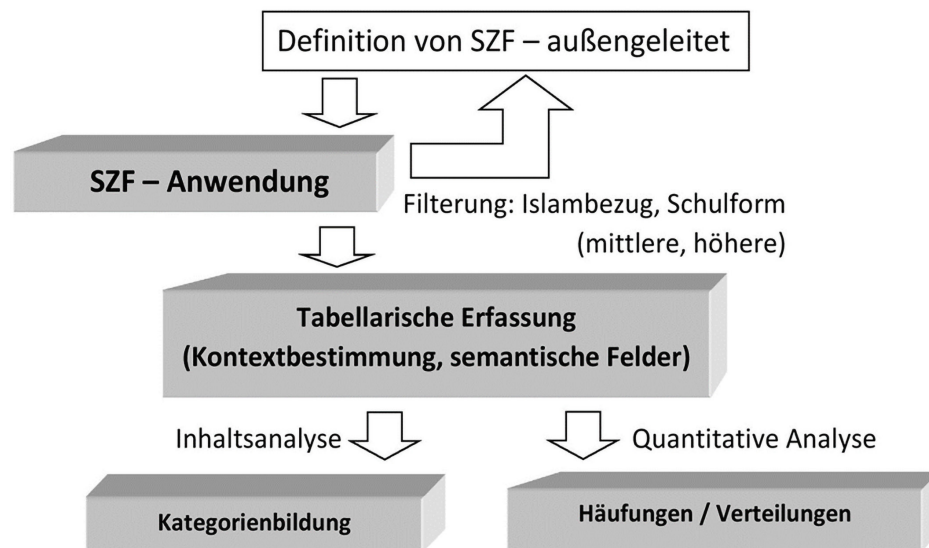 Definition von SZF – außengeleitet
SZF – Anwendung
Filterung: Islambezug, Schulform
(mittlere, höhere)
Tabellarische Erfassung
(Kontextbestimmung, semantische Felder)
Inhaltsanalyse
Quantitative Analyse
Kategorienbildung
Häufungen / Verteilungen